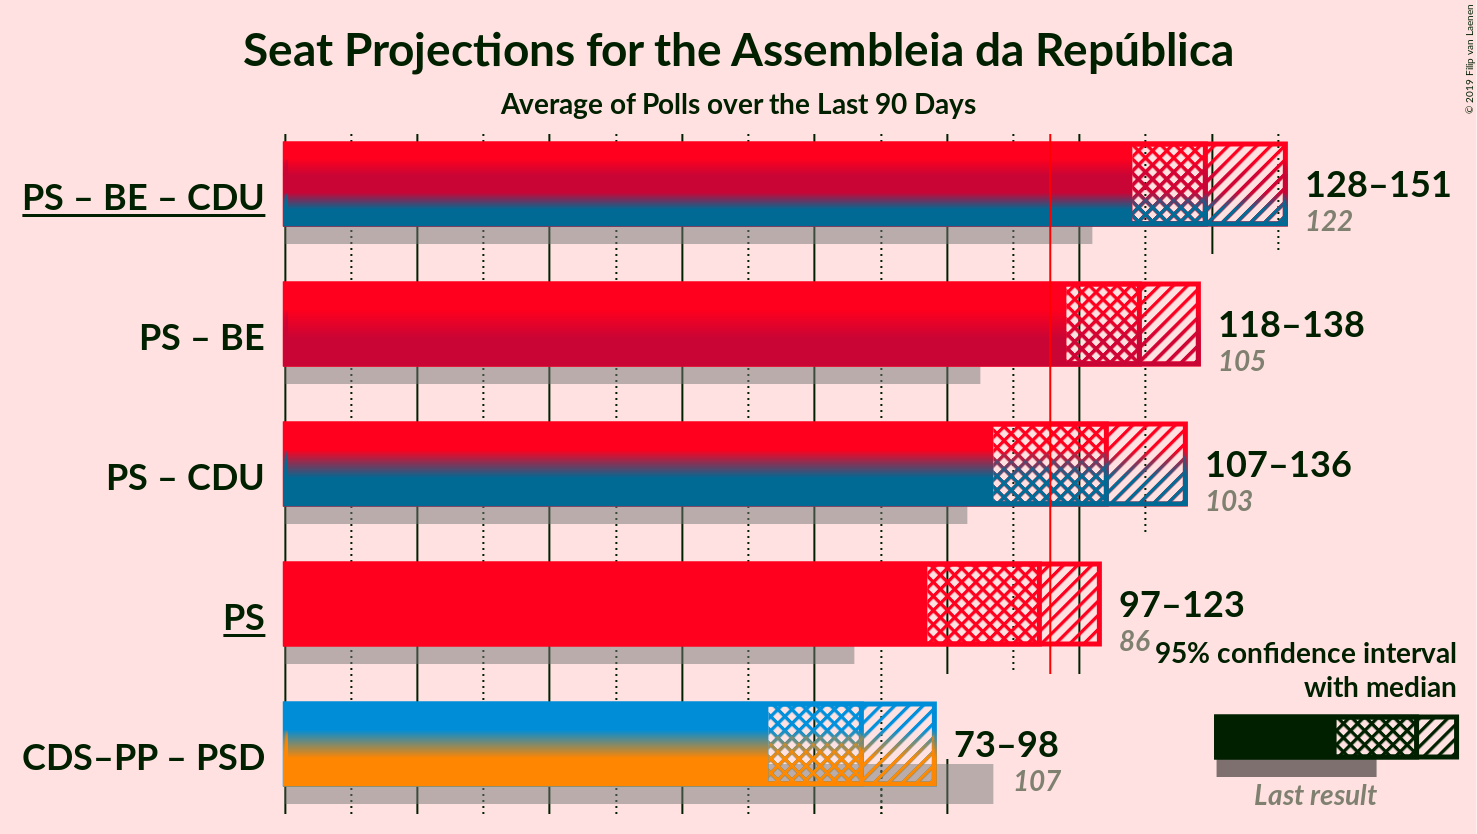 Seat Projections for the Assembleia da República
Average of Polls over the Last 90 Days
© 2019 Filip van Laenen
PS – BE – CDU
128–151
122
PS – BE
118–138
105
PS – CDU
107–136
103
PS
97–123
86
CDS–PP – PSD
73–98
107
95% confidence interval
with median
Last result